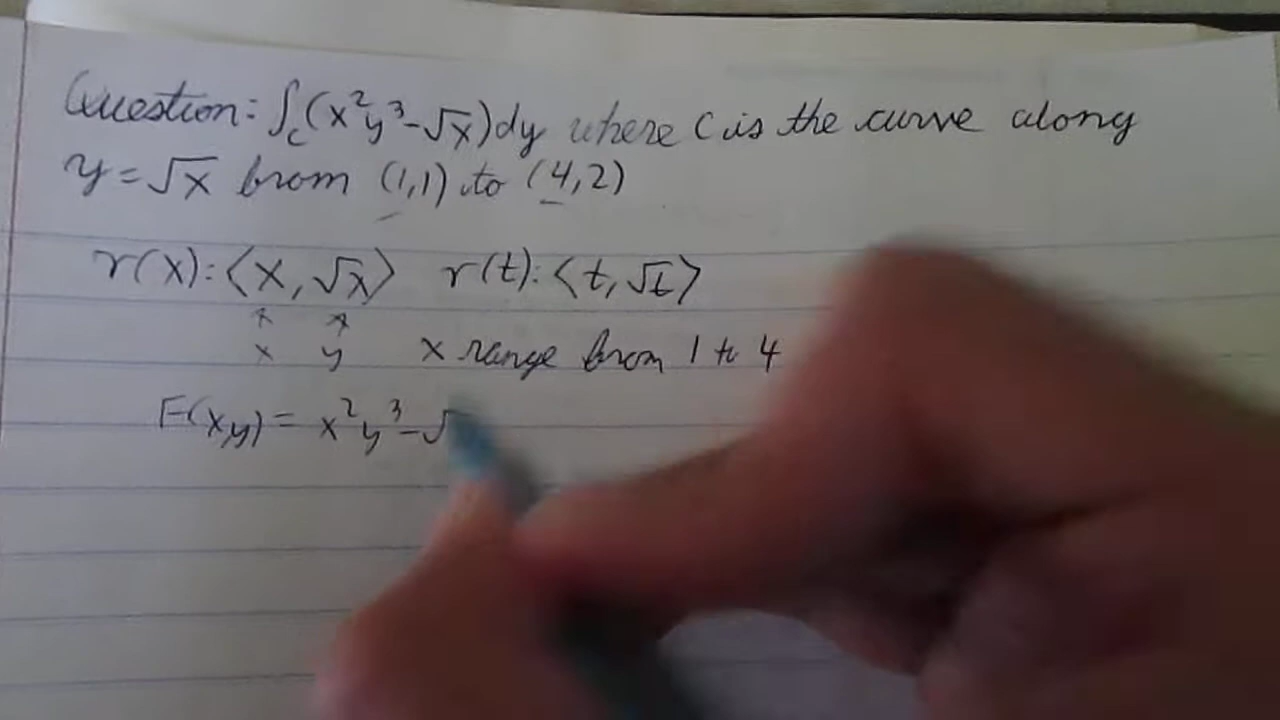 Question: ∫c(x²y³-√x)dy where C is the curve along
y=√x from (1,1) to (4,2)
r(x):⟨x,√x⟩ r(t):⟨t,√t⟩
x y x range from 1 to 4
F(x,y)= x²y³-√